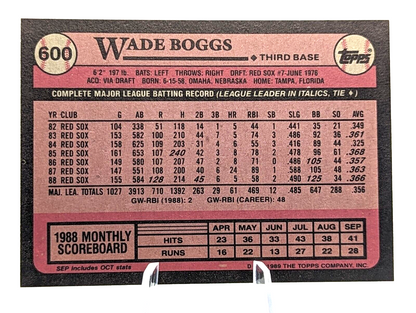 600
WADE BOGGS
THIRD BASE
TOPPS
6'2" 197 lb. BATS: LEFT THROWS: RIGHT DRFT: RED SOX #7-JUNE 1976
ACQ: VIA DRAFT BORN: 6-15-58, OMAHA, NEBRASKA HOME: TAMPA, FLORIDA
COMPLETE MAJOR LEAGUE BATTING RECORD (LEAGUE LEADER IN ITALICS, TIE +)
YR CLUB G AB R H 2B 3B HR RBI SB SLG BB SO AVG
82 RED SOX 104 338 51 118 14 1 5 44 1 .441 35 21 .349
83 RED SOX 153 582 100 210 44 7 5 74 3 .486 92 36 .361
84 RED SOX 158 625 109 203 31 4 6 55 3 .416 89 44 .325
85 RED SOX 161 653 107 240 42 3 8 78 2 .478 96 61 .368
86 RED SOX 149 580 107 207 47 2 8 71 0 .486 105 44 .357
87 RED SOX 147 551 108 200 40 6 24 89 1 .588 105 48 .363
88 RED SOX 155 584 128 214 45 6 5 58 2 .490 125 34 .366
MAJ. LEA. TOTALS 1027 3913 710 1392 263 29 61 469 12 .485 647 288 .356
GW-RBI (1988): 2 GW-RBI (CAREER): 48
1988 MONTHLY SCOREBOARD
APR MAY JUN JUL AUG SEP
HITS 23 36 33 38 43 41
RUNS 16 22 13 27 22 28
SEP Includes OCT stats
1989 THE TOPPS COMPANY, INC